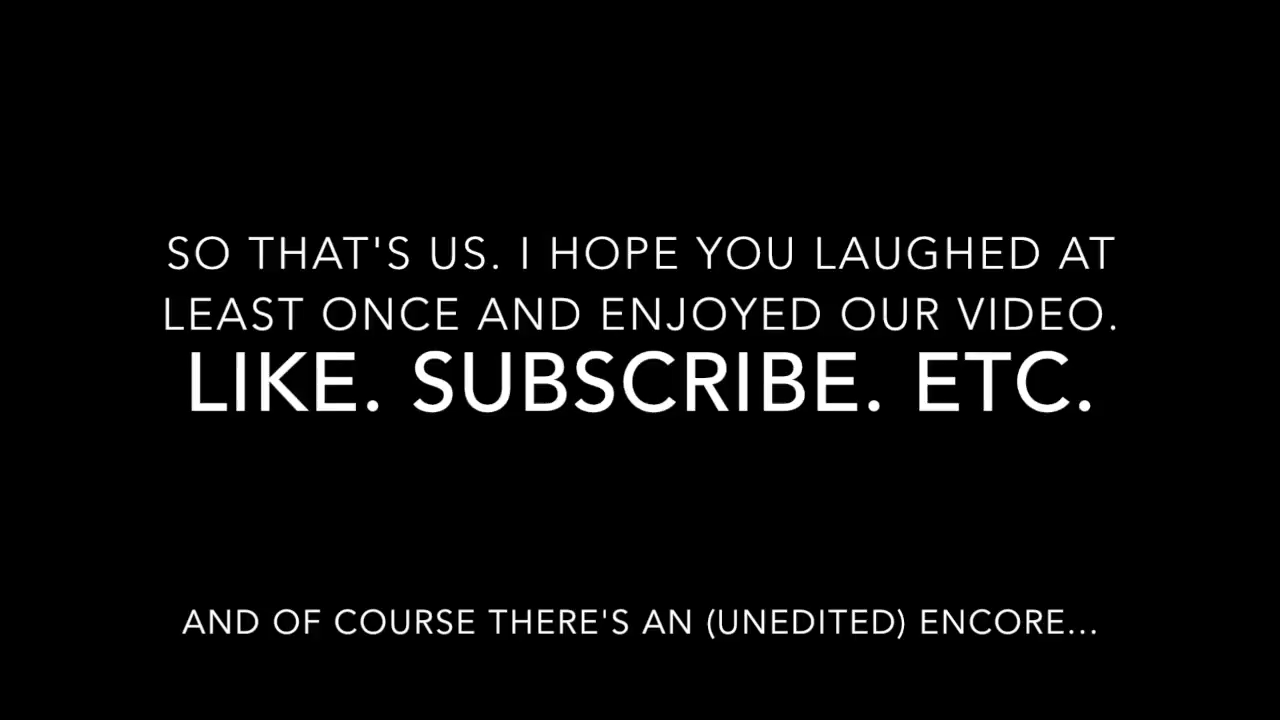 SO THAT'S US. I HOPE YOU LAUGHED AT
LEAST ONCE AND ENJOYED OUR VIDEO.
LIKE. SUBSCRIBE. ETC.
AND OF COURSE THERE'S AN (UNEDITED) ENCORE...